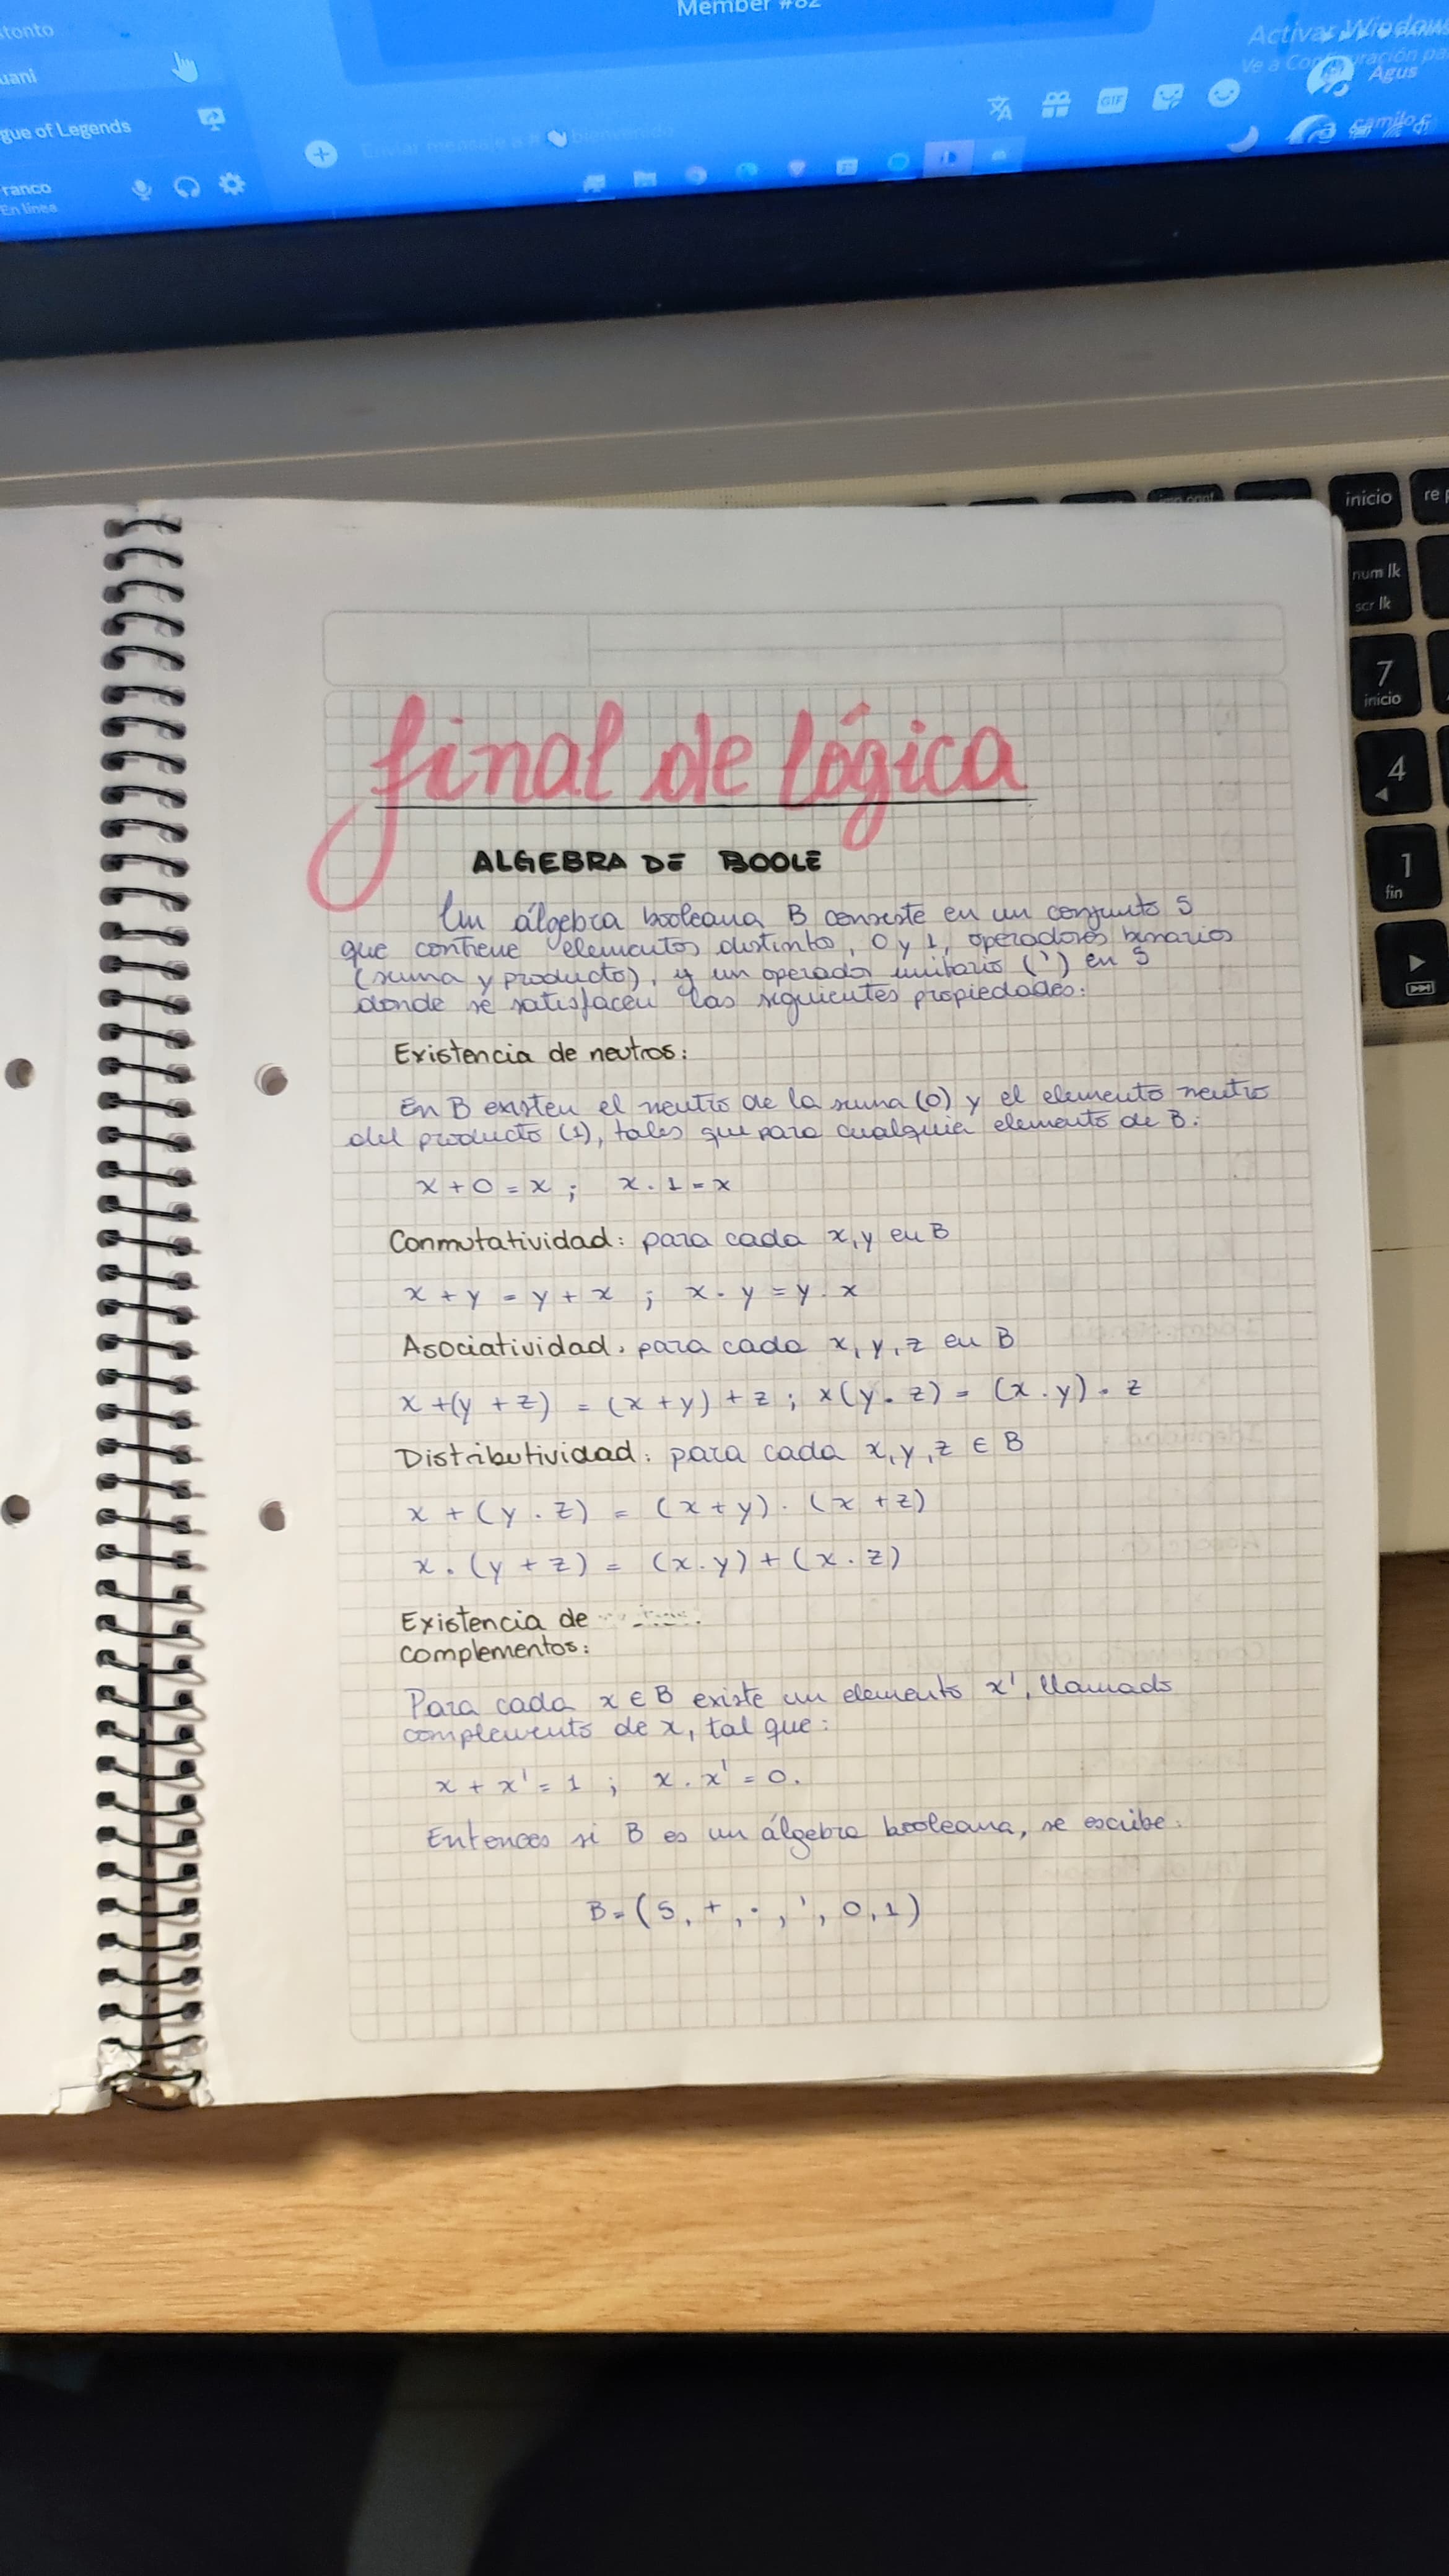 tonto
Member #82
Activar Windows
Ve a Configuración pa
uani
Agus
gue of Legends
GIF
camilo c
Enviar mensaje a # bienvenido
ranco
En línea
inicio
re p
num lk
scr lk
7
inicio
4
1
fin
final de lógica
ALGEBRA DE BOOLE
Un álgebra booleana B consiste en un conjunto S
que contiene elementos distintos, 0 y 1, operadores binarios
(suma y producto), y un operador unitario (') en S
donde se satisfacen las siguientes propiedades:
Existencia de neutros:
En B existen el neutro de la suma (0) y el elemento neutro
del producto (1), tales que para cualquier elemento de B:
x + 0 = x ; x . 1 = x
Conmutatividad: para cada x, y en B
x + y = y + x ; x . y = y . x
Asociatividad: para cada x, y, z en B
x +(y + z) = (x + y) + z ; x (y . z) = (x . y) . z
Distributividad: para cada x, y, z ∈ B
x + (y . z) = (x + y) . (x + z)
x . (y + z) = (x . y) + (x . z)
Existencia de
complementos:
Para cada x ∈ B existe un elemento x', llamado
complemento de x, tal que:
x + x' = 1 ; x . x' = 0.
Entonces si B es un álgebra booleana, se escribe:
B = (S, +, ·, ', 0, 1)